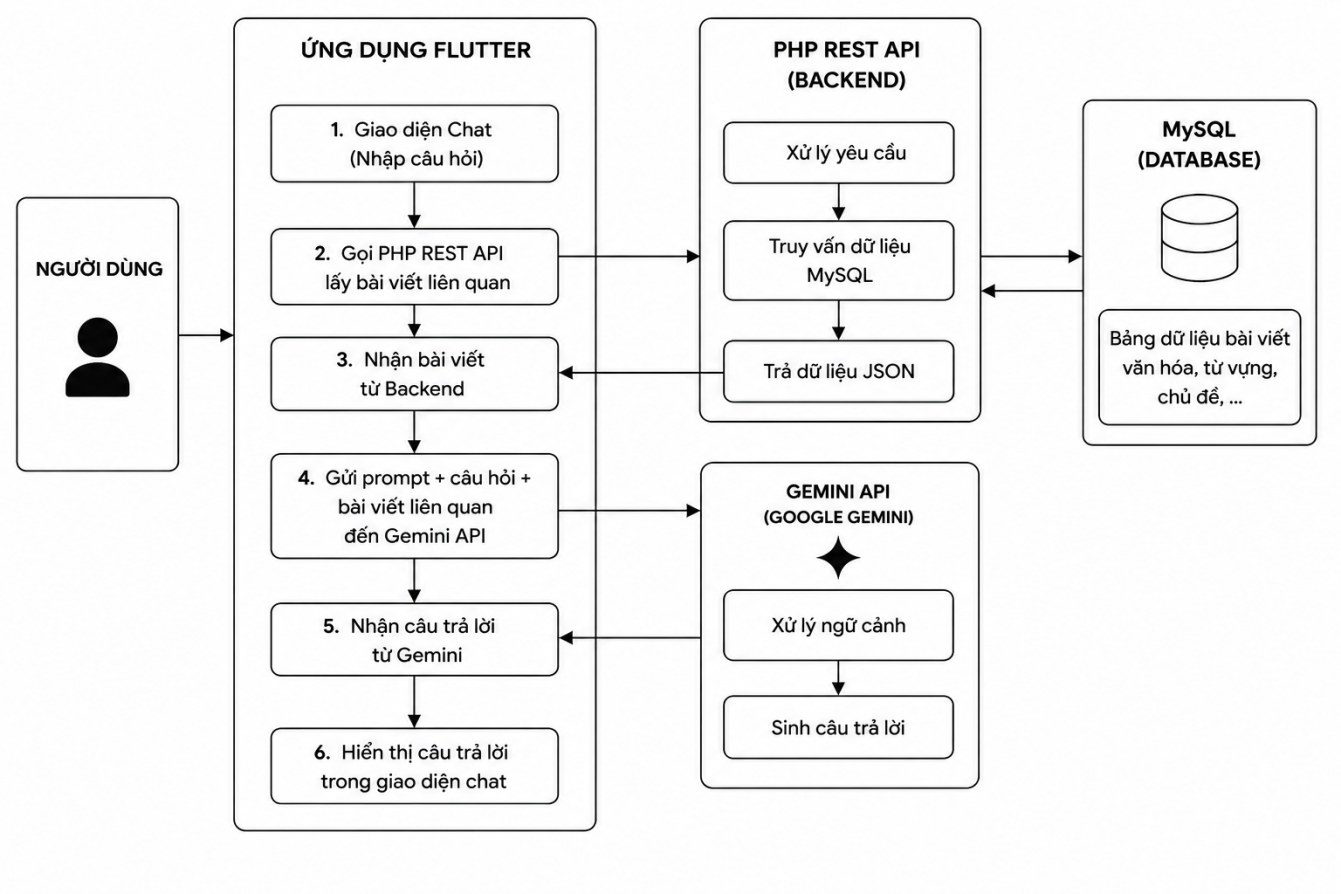 NGƯỜI DÙNG
ỨNG DỤNG FLUTTER
1. Giao diện Chat
(Nhập câu hỏi)
2. Gọi PHP REST API
lấy bài viết liên quan
3. Nhận bài viết
từ Backend
4. Gửi prompt + câu hỏi +
bài viết liên quan
đến Gemini API
5. Nhận câu trả lời
từ Gemini
6. Hiển thị câu trả lời
trong giao diện chat
PHP REST API
(BACKEND)
Xử lý yêu cầu
Truy vấn dữ liệu
MySQL
Trả dữ liệu JSON
GEMINI API
(GOOGLE GEMINI)
Xử lý ngữ cảnh
Sinh câu trả lời
MySQL
(DATABASE)
Bảng dữ liệu bài viết
văn hóa, từ vựng,
chủ đề, ...